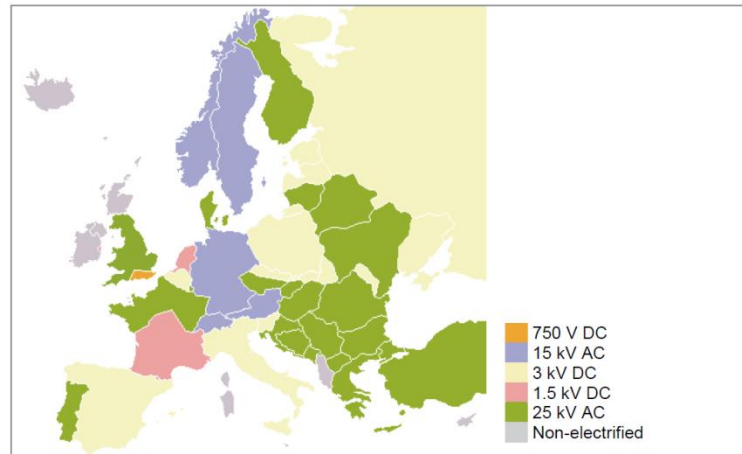 750 V DC
15 kV AC
3 kV DC
1.5 kV DC
25 kV AC
Non-electrified